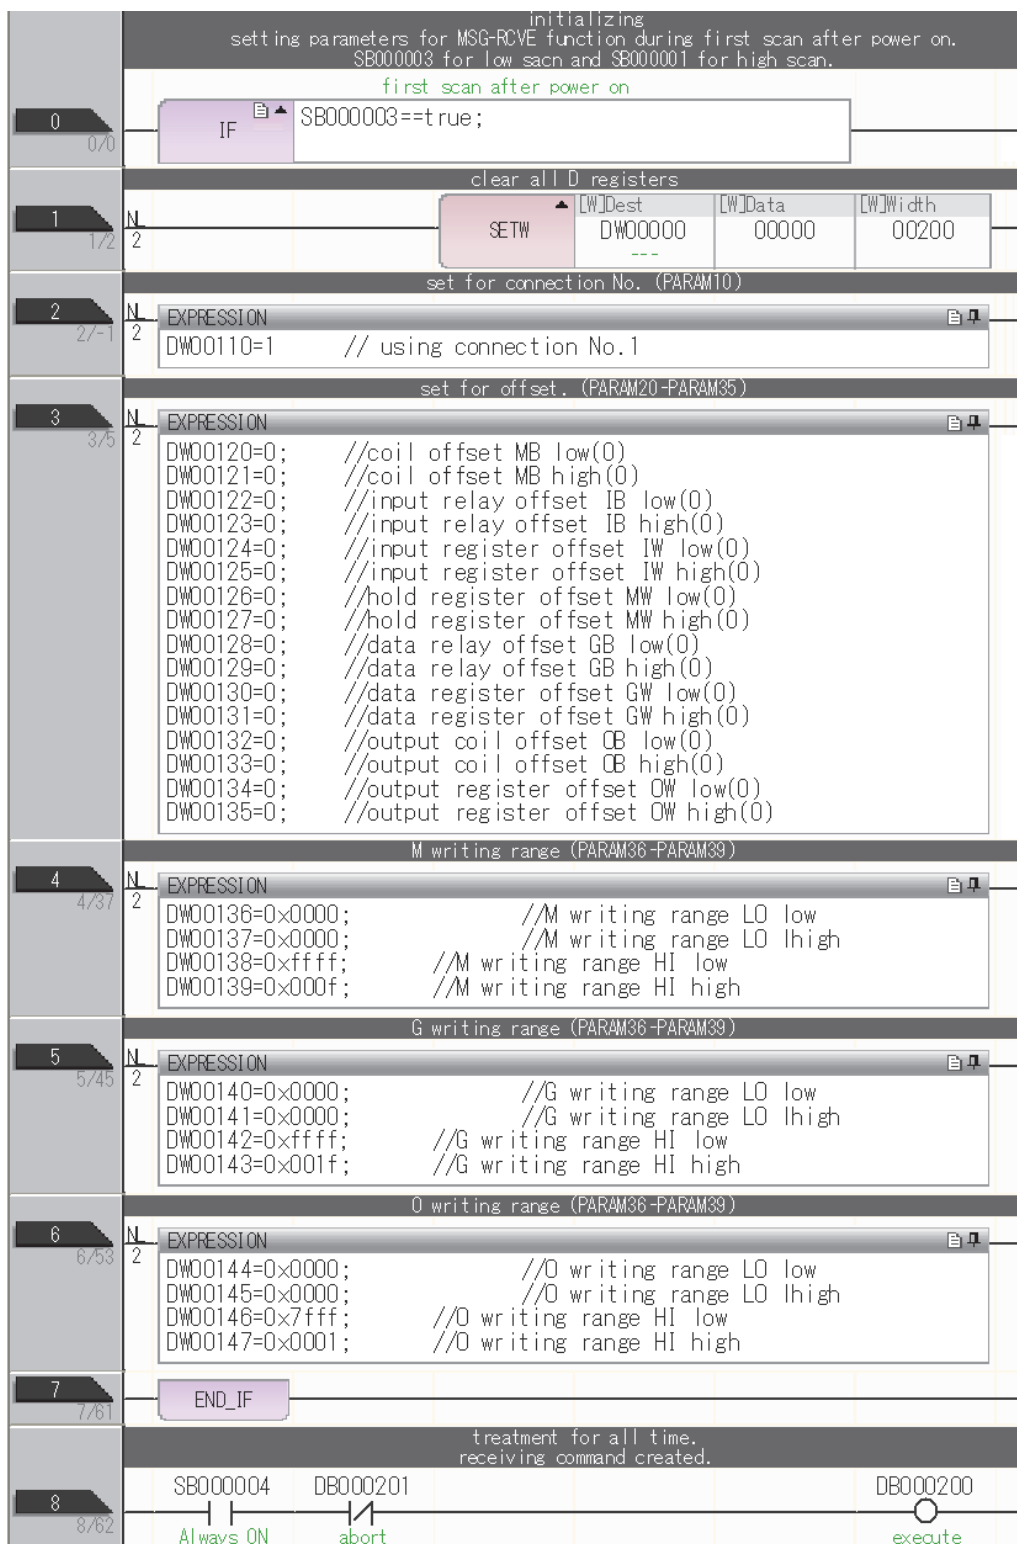 initializing
setting parameters for MSG-RCVE function during first scan after power on.
SB000003 for low sacn and SB000001 for high scan.
first scan after power on
0
0/0
IF
SB000003==true;
clear all D registers
1
1/2
NL
2
SETW
[W]Dest
[W]Data
[W]Width
DW00000
00000
00200
---
set for connection No. (PARAM10)
2
2/-1
NL
2
EXPRESSION
DW00110=1 // using connection No.1
set for offset. (PARAM20-PARAM35)
3
3/5
NL
2
EXPRESSION
DW00120=0; //coil offset MB low(0)
DW00121=0; //coil offset MB high(0)
DW00122=0; //input relay offset IB low(0)
DW00123=0; //input relay offset IB high(0)
DW00124=0; //input register offset IW low(0)
DW00125=0; //input register offset IW high(0)
DW00126=0; //hold register offset MW low(0)
DW00127=0; //hold register offset MW high(0)
DW00128=0; //data relay offset GB low(0)
DW00129=0; //data relay offset GB high(0)
DW00130=0; //data register offset GW low(0)
DW00131=0; //data register offset GW high(0)
DW00132=0; //output coil offset OB low(0)
DW00133=0; //output coil offset OB high(0)
DW00134=0; //output register offset OW low(0)
DW00135=0; //output register offset OW high(0)
M writing range (PARAM36-PARAM39)
4
4/37
NL
2
EXPRESSION
DW00136=0x0000; //M writing range LO low
DW00137=0x0000; //M writing range LO lhigh
DW00138=0xffff; //M writing range HI low
DW00139=0x000f; //M writing range HI high
G writing range (PARAM36-PARAM39)
5
5/45
NL
2
EXPRESSION
DW00140=0x0000; //G writing range LO low
DW00141=0x0000; //G writing range LO lhigh
DW00142=0xffff; //G writing range HI low
DW00143=0x001f; //G writing range HI high
O writing range (PARAM36-PARAM39)
6
6/53
NL
2
EXPRESSION
DW00144=0x0000; //O writing range LO low
DW00145=0x0000; //O writing range LO lhigh
DW00146=0x7fff; //O writing range HI low
DW00147=0x0001; //O writing range HI high
7
7/61
END_IF
treatment for all time.
receiving command created.
8
8/62
SB000004
DB000201
DB000200
Always ON
abort
execute